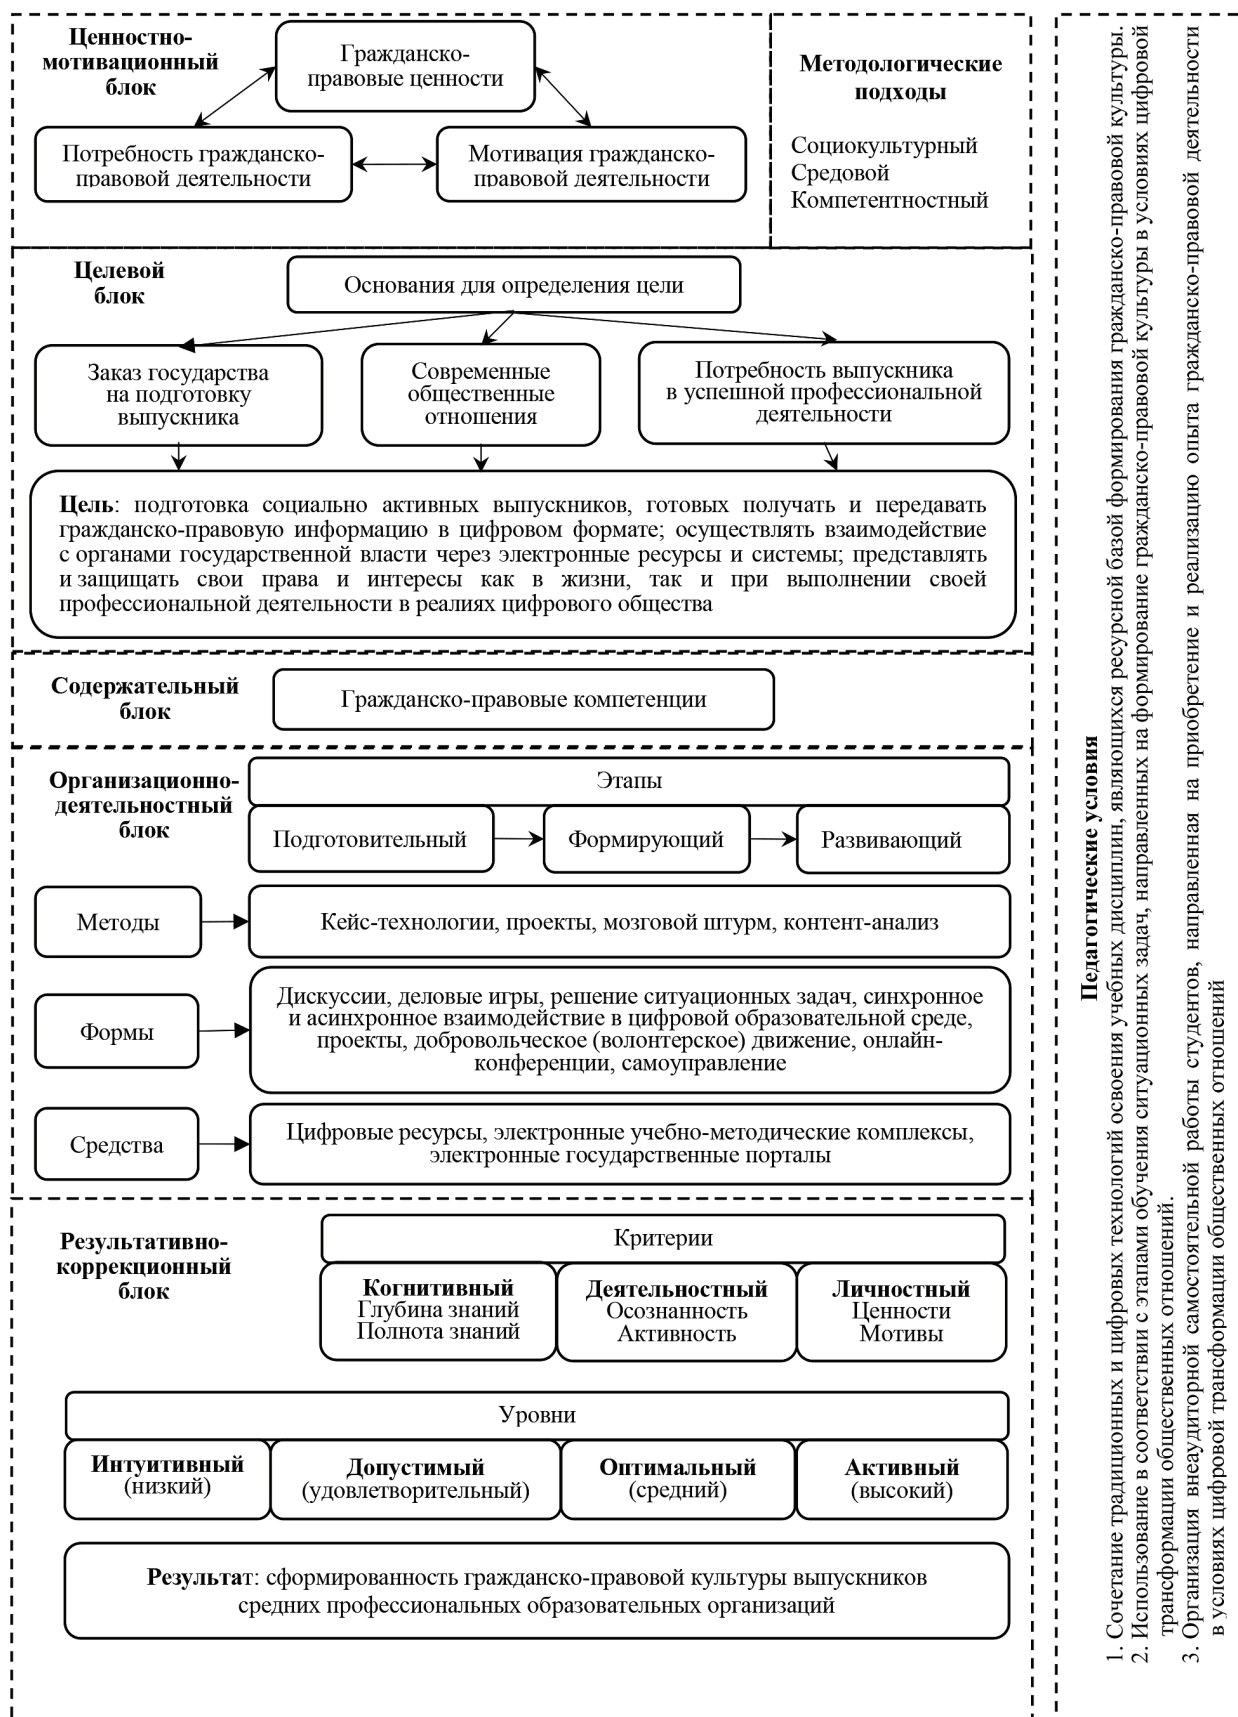 Ценностно-
мотивационный
блок
Гражданско-
правовые ценности
Потребность гражданско-
правовой деятельности
Мотивация гражданско-
правовой деятельности
Методологические
подходы
Социокультурный
Средовой
Компетентностный
Целевой
блок
Основания для определения цели
Заказ государства
на подготовку
выпускника
Современные
общественные
отношения
Потребность выпускника
в успешной профессиональной
деятельности
Цель: подготовка социально активных выпускников, готовых получать и передавать
гражданско-правовую информацию в цифровом формате; осуществлять взаимодействие
с органами государственной власти через электронные ресурсы и системы; представлять
и защищать свои права и интересы как в жизни, так и при выполнении своей
профессиональной деятельности в реалиях цифрового общества
Содержательный
блок
Гражданско-правовые компетенции
Организационно-
деятельностный
блок
Этапы
Подготовительный
Формирующий
Развивающий
Методы
Кейс-технологии, проекты, мозговой штурм, контент-анализ
Формы
Дискуссии, деловые игры, решение ситуационных задач, синхронное
и асинхронное взаимодействие в цифровой образовательной среде,
проекты, добровольческое (волонтерское) движение, онлайн-
конференции, самоуправление
Средства
Цифровые ресурсы, электронные учебно-методические комплексы,
электронные государственные порталы
Результативно-
коррекционный
блок
Критерии
Когнитивный
Глубина знаний
Полнота знаний
Деятельностный
Осознанность
Активность
Личностный
Ценности
Мотивы
Уровни
Интуитивный
(низкий)
Допустимый
(удовлетворительный)
Оптимальный
(средний)
Активный
(высокий)
Результат: сформированность гражданско-правовой культуры выпускников
средних профессиональных образовательных организаций
Педагогические условия
1. Сочетание традиционных и цифровых технологий освоения учебных дисциплин, являющихся ресурсной базой формирования гражданско-правовой культуры.
2. Использование в соответствии с этапами обучения ситуационных задач, направленных на формирование гражданско-правовой культуры в условиях цифровой
трансформации общественных отношений.
3. Организация внеаудиторной самостоятельной работы студентов, направленная на приобретение и реализацию опыта гражданско-правовой деятельности
в условиях цифровой трансформации общественных отношений